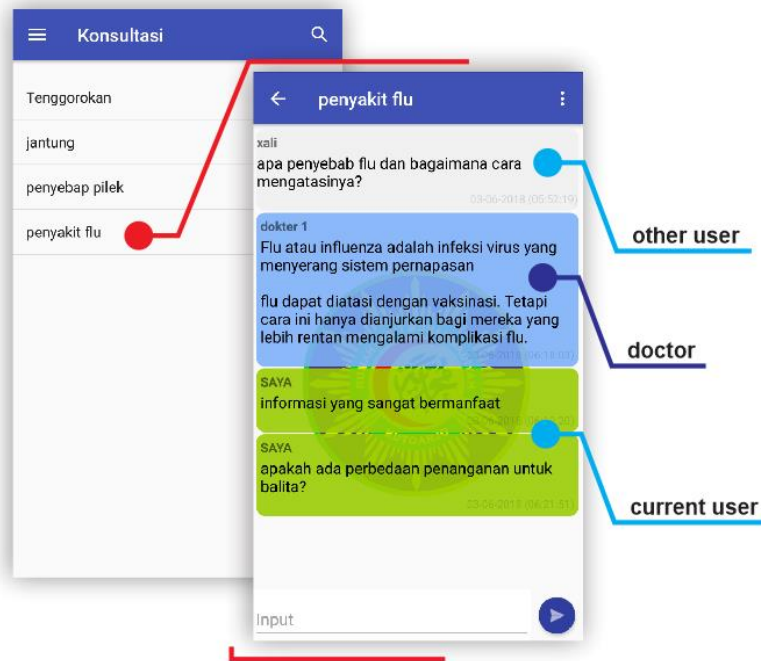 Konsultasi
Tenggorokan
jantung
penyebap pilek
penyakit flu
penyakit flu
xali
apa penyebab flu dan bagaimana cara
mengatasinya?
03-06-2018 (05:52:19)
dokter 1
Flu atau influenza adalah infeksi virus yang
menyerang sistem pernapasan
flu dapat diatasi dengan vaksinasi. Tetapi
cara ini hanya dianjurkan bagi mereka yang
lebih rentan mengalami komplikasi flu.
SAYA
informasi yang sangat bermanfaat
SAYA
apakah ada perbedaan penanganan untuk
balita?
03-06-2018 (06:21:51)
Input
other user
doctor
current user